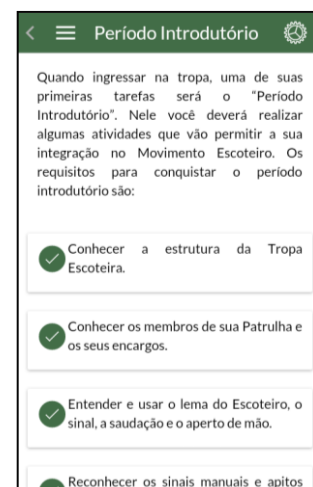 Período Introdutório
Quando ingressar na tropa, uma de suas
primeiras tarefas será o “Período
Introdutório”. Nele você deverá realizar
algumas atividades que vão permitir a sua
integração no Movimento Escoteiro. Os
requisitos para conquistar o período
introdutório são:
Conhecer a estrutura da Tropa
Escoteira.
Conhecer os membros de sua Patrulha e
os seus encargos.
Entender e usar o lema do Escoteiro, o
sinal, a saudação e o aperto de mão.
Reconhecer os sinais manuais e apitos